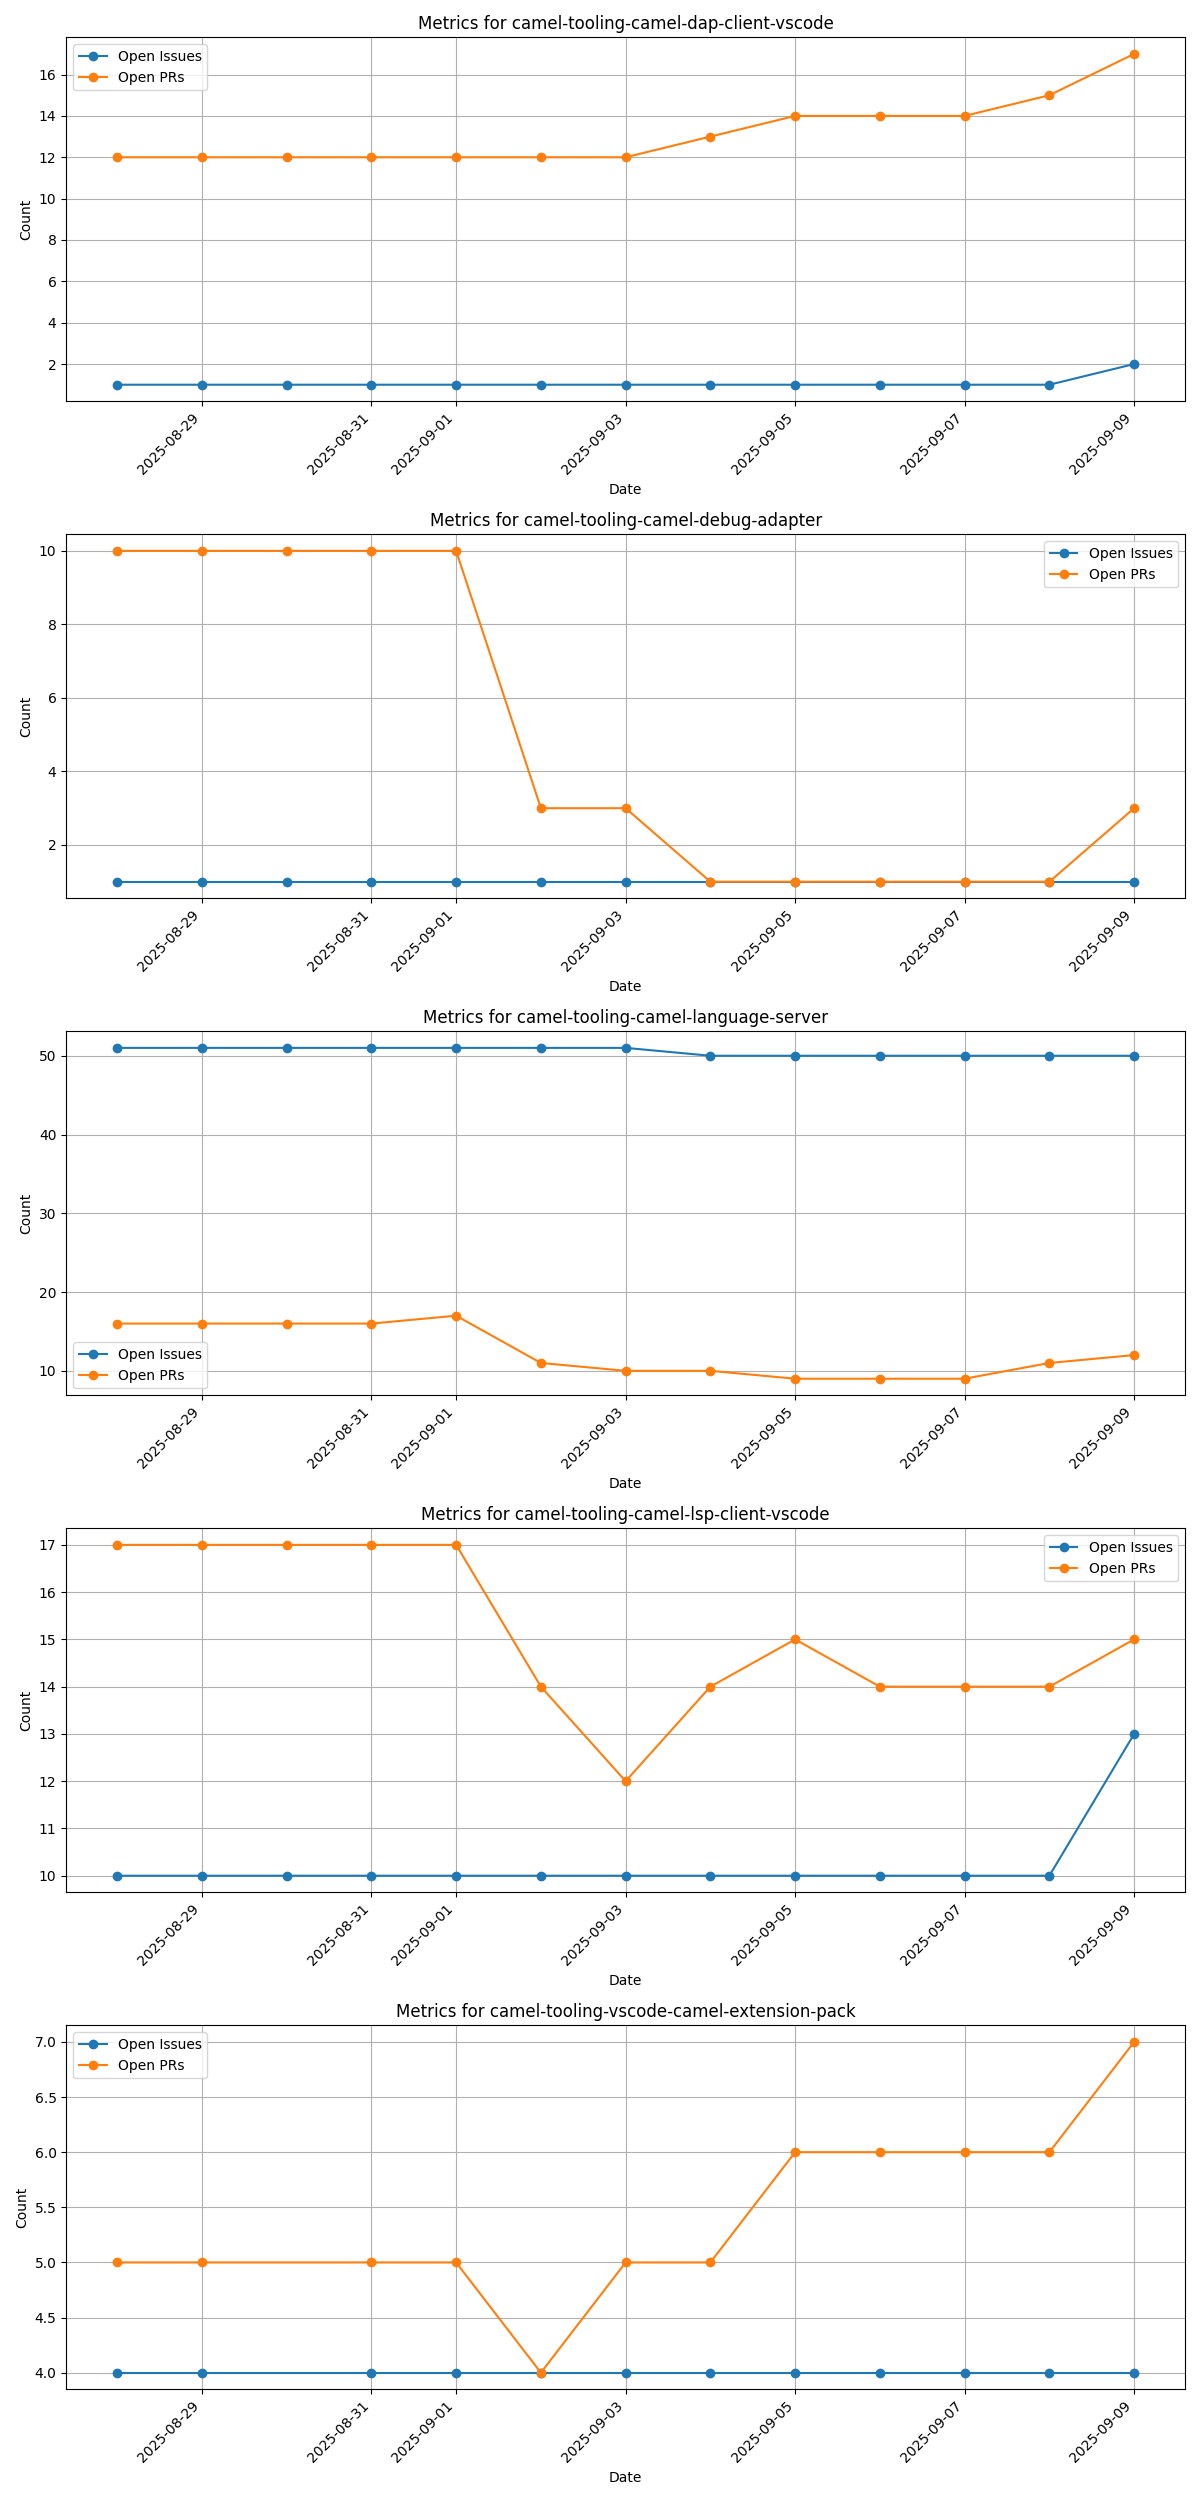 Metrics for camel-tooling-camel-dap-client-vscode
Open Issues
Open PRs
16
14
12
10
8
6
4
2
Count
2025-08-29
2025-08-31
2025-09-01
2025-09-03
2025-09-05
2025-09-07
2025-09-09
Date
Metrics for camel-tooling-camel-debug-adapter
Open Issues
Open PRs
10
8
6
4
2
Count
2025-08-29
2025-08-31
2025-09-01
2025-09-03
2025-09-05
2025-09-07
2025-09-09
Date
Metrics for camel-tooling-camel-language-server
50
40
30
20
10
Count
Open Issues
Open PRs
2025-08-29
2025-08-31
2025-09-01
2025-09-03
2025-09-05
2025-09-07
2025-09-09
Date
Metrics for camel-tooling-camel-lsp-client-vscode
Open Issues
Open PRs
17
16
15
14
13
12
11
10
Count
2025-08-29
2025-08-31
2025-09-01
2025-09-03
2025-09-05
2025-09-07
2025-09-09
Date
Metrics for camel-tooling-vscode-camel-extension-pack
Open Issues
Open PRs
7.0
6.5
6.0
5.5
5.0
4.5
4.0
Count
2025-08-29
2025-08-31
2025-09-01
2025-09-03
2025-09-05
2025-09-07
2025-09-09
Date